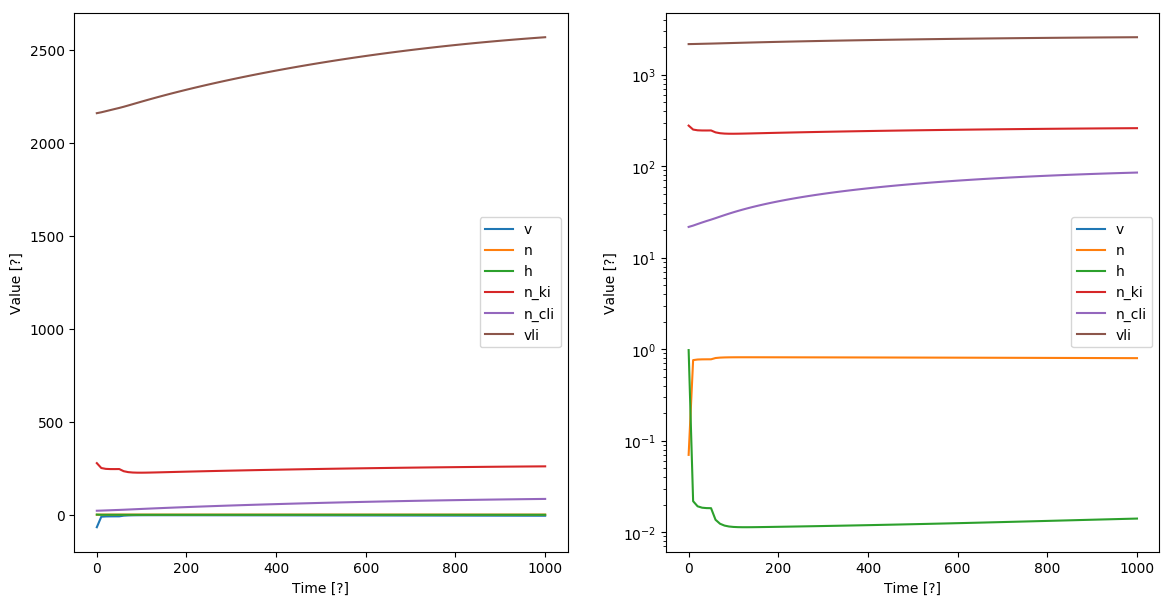 2500
2000
1500
1000
500
0
Value [?]
0 200 400 600 800 1000
Time [?]
v
n
h
n_ki
n_cli
vli
10³
10²
10¹
10⁰
10⁻¹
10⁻²
Value [?]
0 200 400 600 800 1000
Time [?]
v
n
h
n_ki
n_cli
vli